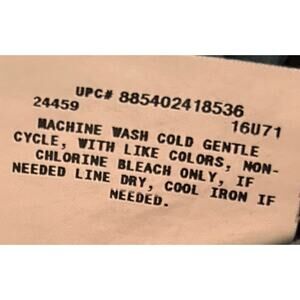 UPC# 885402418536
24459 16U71
MACHINE WASH COLD GENTLE
CYCLE, WITH LIKE COLORS, NON-
CHLORINE BLEACH ONLY, IF
NEEDED LINE DRY, COOL IRON IF
NEEDED.